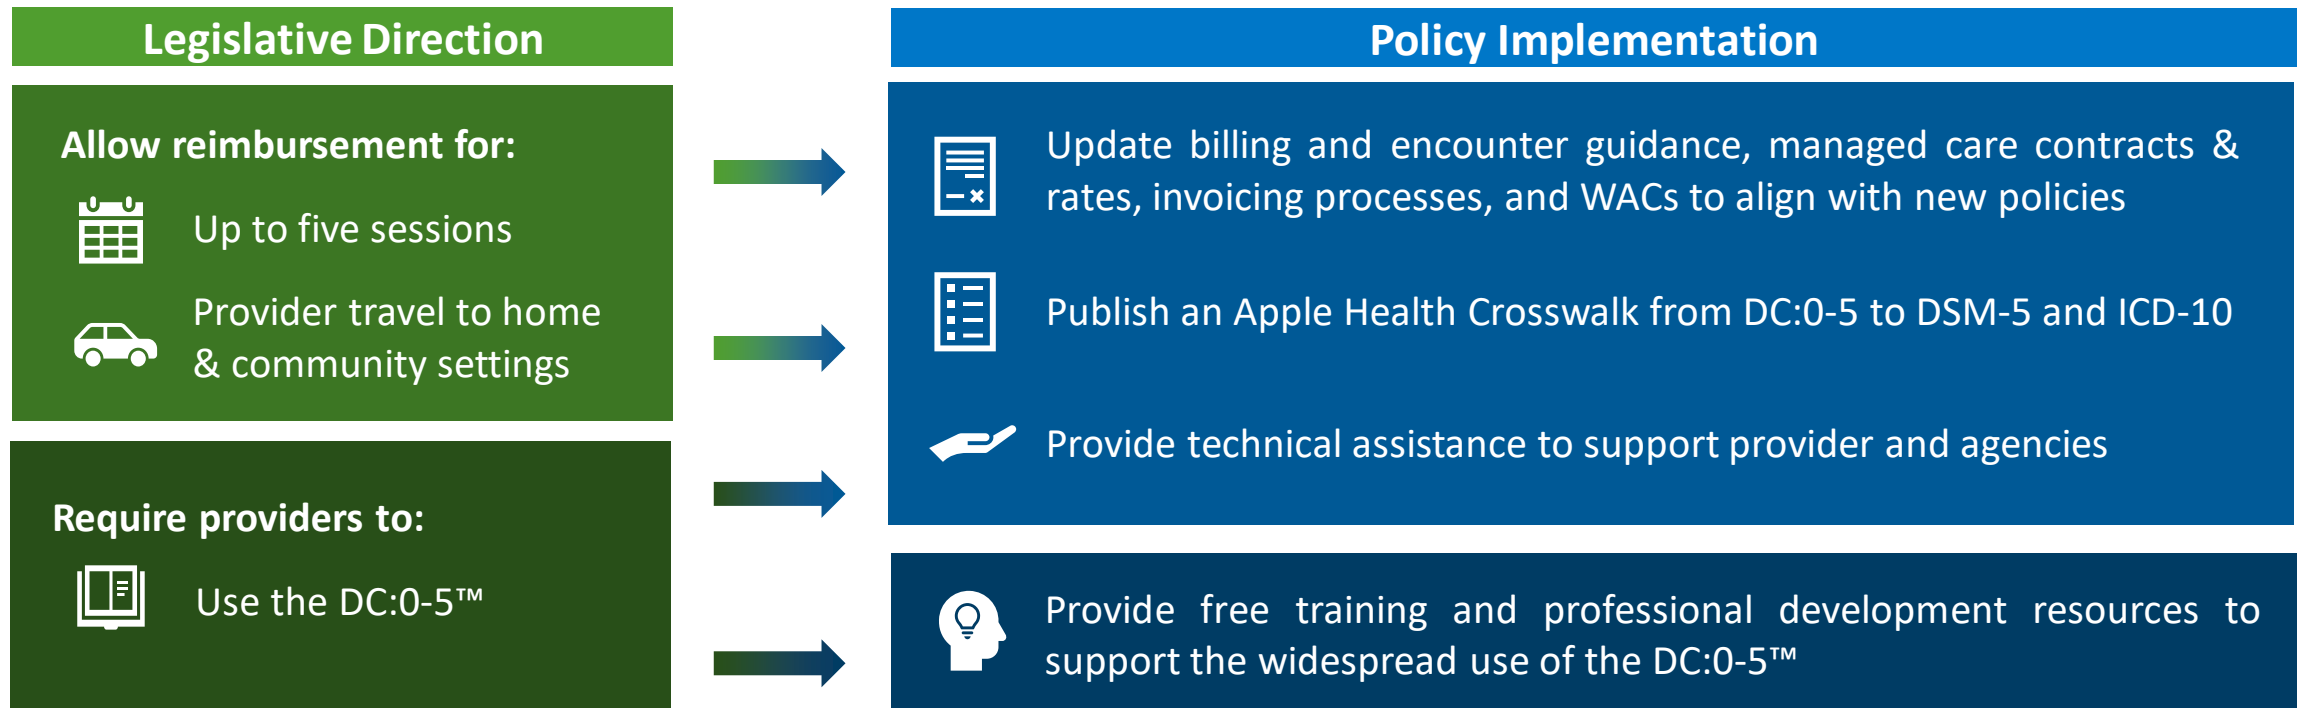 Legislative Direction
Allow reimbursement for:
Up to five sessions
Provider travel to home
& community settings
Require providers to:
Use the DC:0-5™
Policy Implementation
Update billing and encounter guidance, managed care contracts &
rates, invoicing processes, and WACs to align with new policies
Publish an Apple Health Crosswalk from DC:0-5 to DSM-5 and ICD-10
Provide technical assistance to support provider and agencies
Provide free training and professional development resources to
support the widespread use of the DC:0-5™